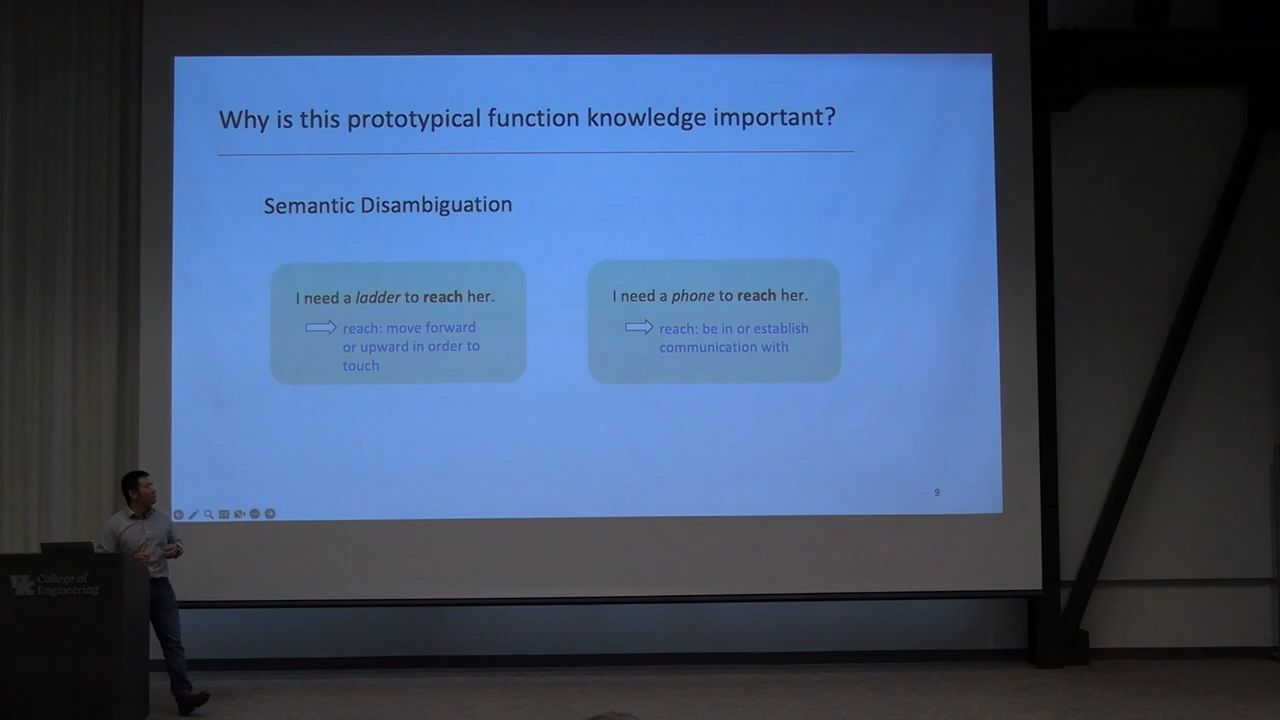 Why is this prototypical function knowledge important?
Semantic Disambiguation
I need a ladder to reach her.
reach: move forward
or upward in order to
touch
I need a phone to reach her.
reach: be in or establish
communication with
9
UK College of
Engineering